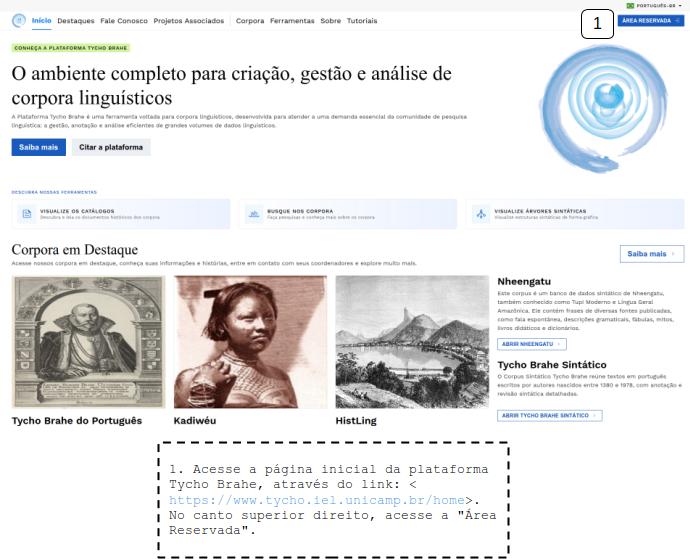 PORTUGUÊS-BR
Início Destaques Fale Conosco Projetos Associados Corpora Ferramentas Sobre Tutoriais
1
ÁREA RESERVADA
CONHEÇA A PLATAFORMA TYCHO BRAHE
O ambiente completo para criação, gestão e análise de
corpora linguísticos
A Plataforma Tycho Brahe é uma ferramenta voltada para corpora linguísticos, desenvolvida para atender a uma demanda essencial da comunidade de pesquisa
linguística: a gestão, anotação e análise eficientes de grandes volumes de dados linguísticos.
Saiba mais
Citar a plataforma
DESCUBRA NOSSAS FERRAMENTAS
VISUALIZE OS CATÁLOGOS
Descubra e leia os documentos históricos dos corpora
BUSQUE NOS CORPORA
Faça pesquisas e conheça mais sobre os corpora
VISUALIZE ÁRVORES SINTÁTICAS
Visualize estruturas sintáticas de forma gráfica
Corpora em Destaque
Acesse nossos corpora em destaque, conheça suas informações e histórias, entre em contato com seus coordenadores e explore muito mais.
Saiba mais
Tycho Brahe do Português
Kadiwéu
HistLing
Nheengatu
Este corpus é um banco de dados sintático de Nheengatu,
também conhecido como Tupi Moderno e Língua Geral
Amazônica. Ele contém frases de diversas fontes publicadas,
como fala espontânea, descrições gramaticais, fábulas, mitos,
livros didáticos e dicionários.
ABRIR NHEENGATU
Tycho Brahe Sintático
O Corpus Sintático Tycho Brahe reúne textos em português
escritos por autores nascidos entre 1380 e 1978, com anotação e
revisão sintática detalhadas.
ABRIR TYCHO BRAHE SINTÁTICO
1. Acesse a página inicial da plataforma
Tycho Brahe, através do link: <
https://www.tycho.iel.unicamp.br/home>.
No canto superior direito, acesse a "Área
Reservada".